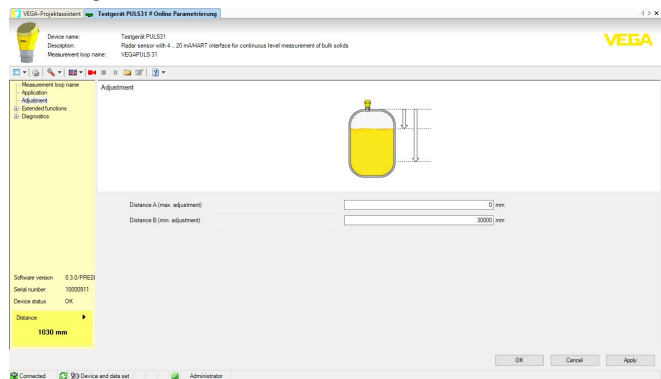 VEGA-Projektassistent
Testgerät PULS31 # Online Parametrierung
Device name: Testgerät PULS31
Description: Radar sensor with 4 .. 20 mA/HART interface for continuous level measurement of bulk solids
Measurement loop name: VEGAPULS 31
VEGA
Measurement loop name
Application
Adjustment
Extended functions
Diagnostics
Adjustment
Distance A (max. adjustment) 0 mm
Distance B (min. adjustment) 30000 mm
Software version 0.3.0/PRED
Serial number 10000911
Device status OK
Distance
1030 mm
OK Cancel Apply
Connected Device and data set Administrator